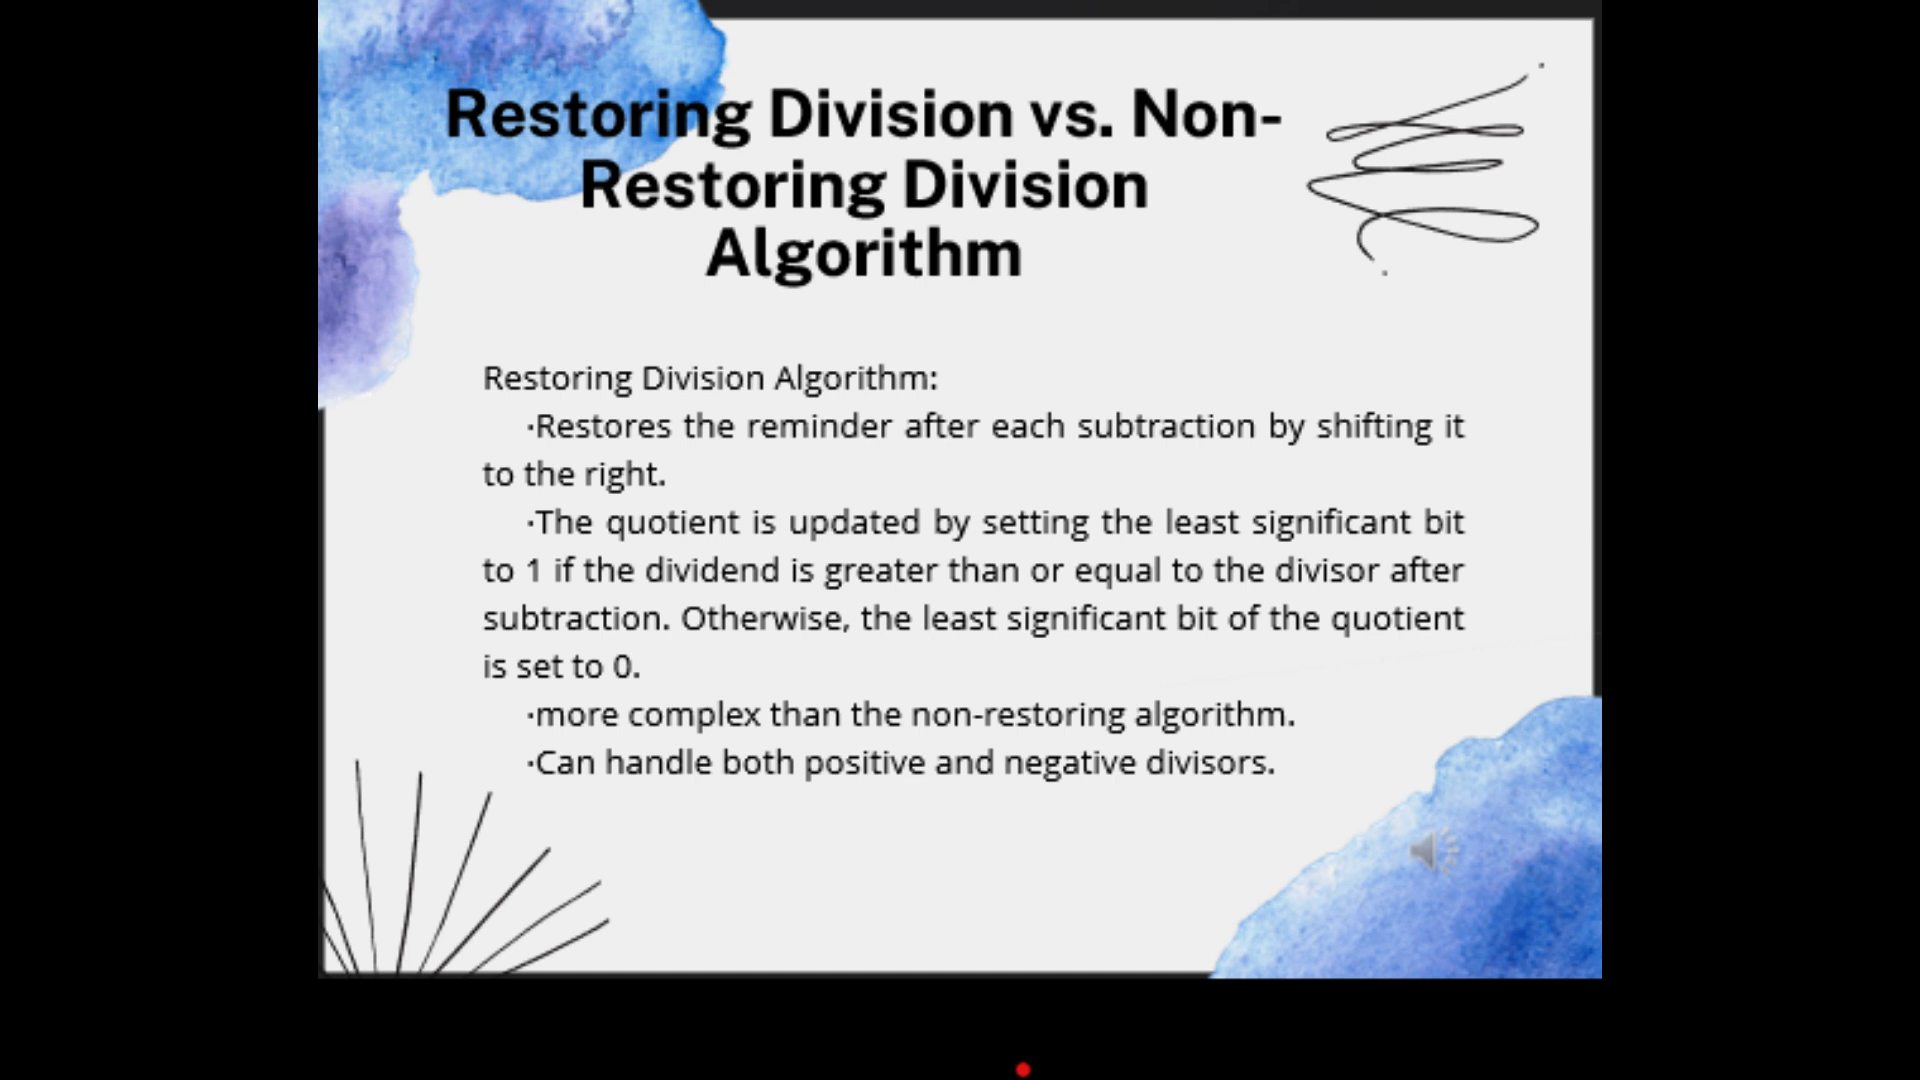 Restoring Division vs. Non-
Restoring Division
Algorithm
Restoring Division Algorithm:
·Restores the reminder after each subtraction by shifting it
to the right.
·The quotient is updated by setting the least significant bit
to 1 if the dividend is greater than or equal to the divisor after
subtraction. Otherwise, the least significant bit of the quotient
is set to 0.
·more complex than the non-restoring algorithm.
·Can handle both positive and negative divisors.